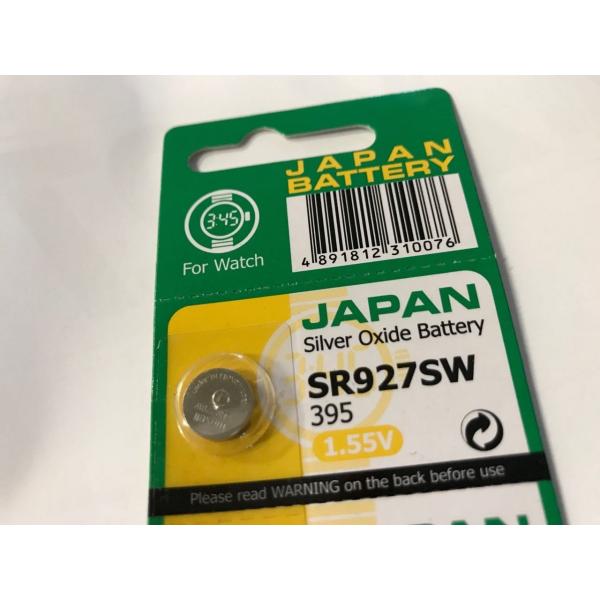 JAPAN
BATTERY
3:45
For Watch
4 891812 310076
JAPAN
Silver Oxide Battery
SR927SW
395
1.55V
Please read WARNING on the back before use